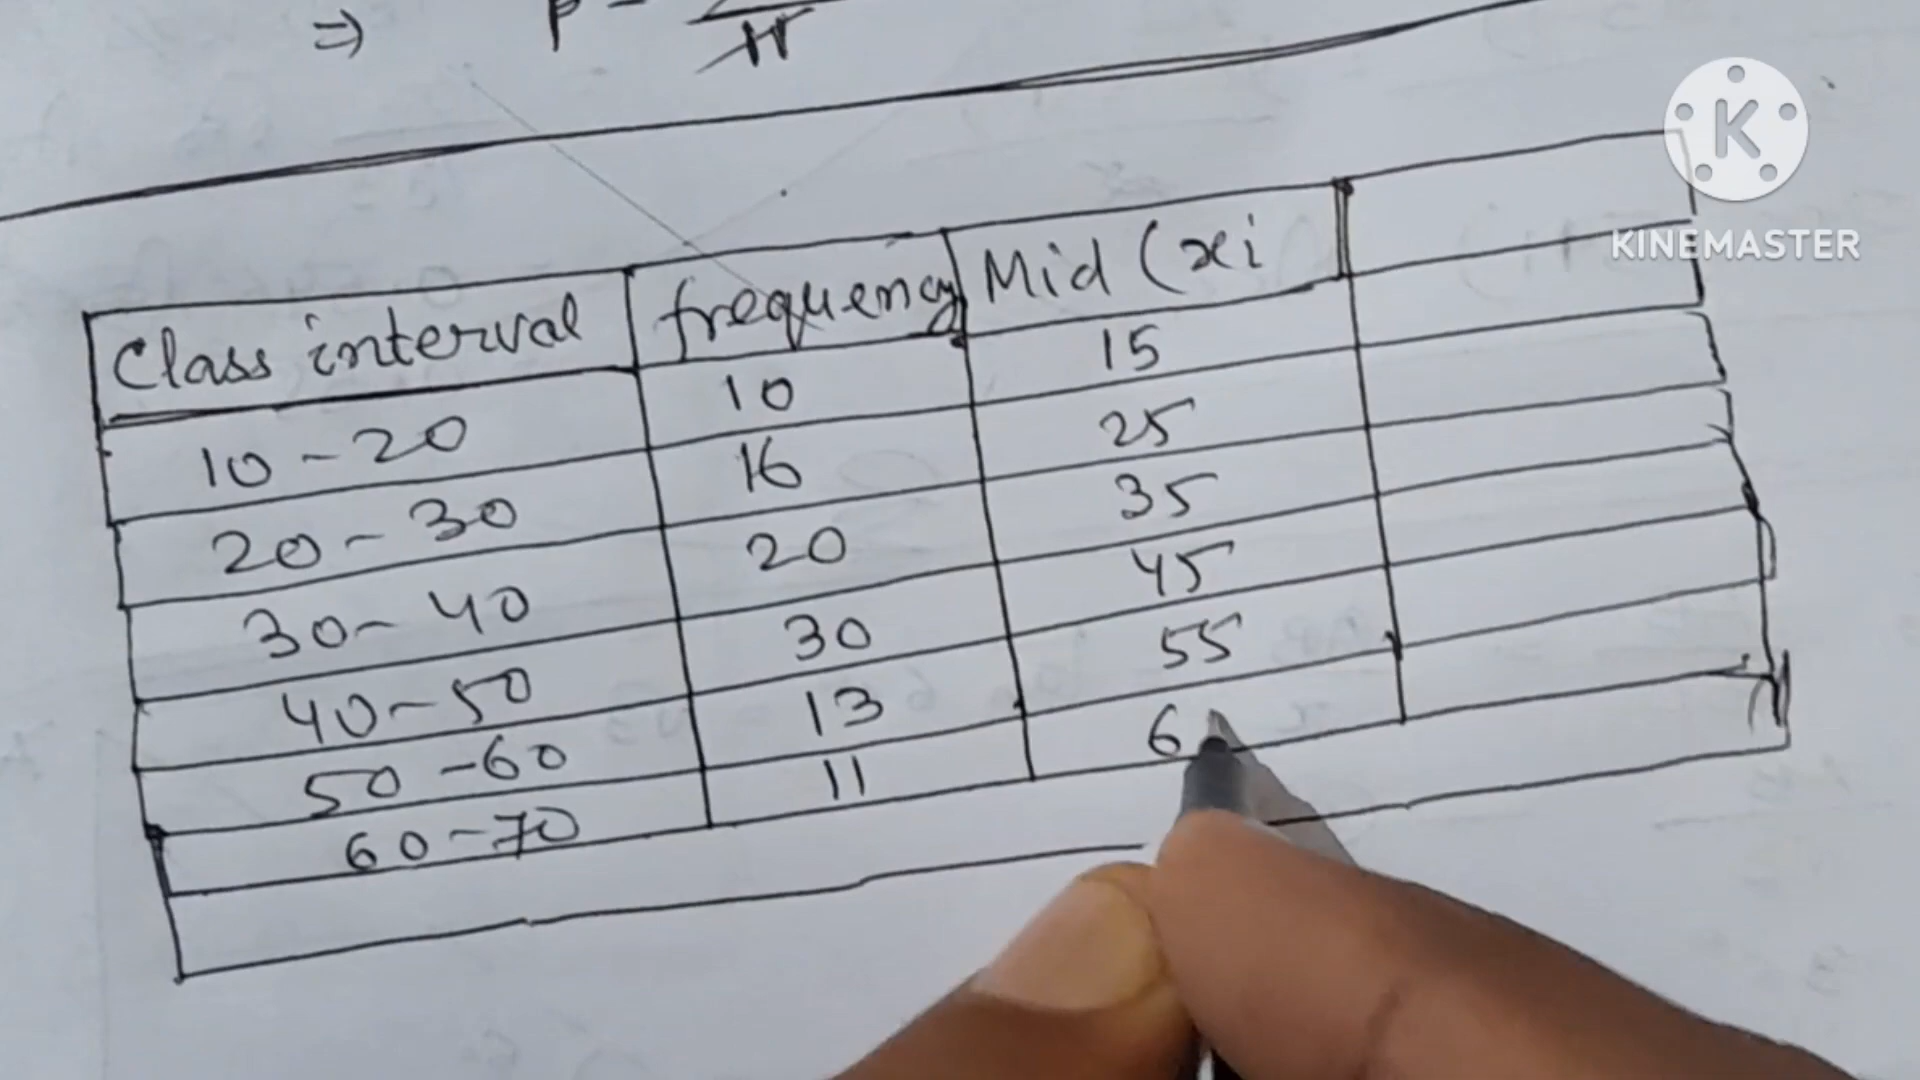 ⇒ p =
n
K
KINEMASTER
Class interval frequency Mid (xi
10-20 10 15
20-30 16 25
30-40 20 35
40-50 30 45
50-60 13 55
60-70 11 6